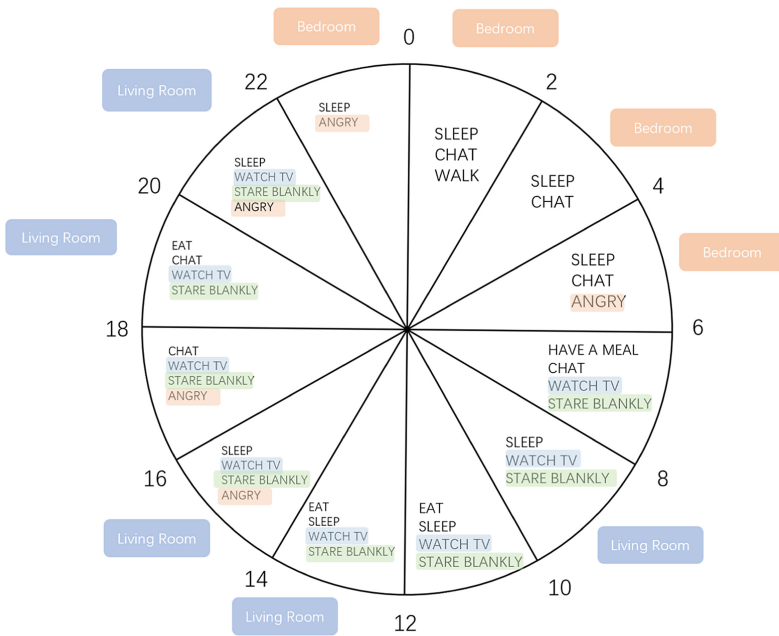 Bedroom
Bedroom
0
22
2
Living Room
SLEEP
ANGRY
SLEEP
CHAT
WALK
Bedroom
SLEEP
WATCH TV
STARE BLANKLY
ANGRY
SLEEP
CHAT
20
4
Living Room
EAT
CHAT
WATCH TV
STARE BLANKLY
SLEEP
CHAT
ANGRY
Bedroom
18
6
CHAT
WATCH TV
STARE BLANKLY
ANGRY
HAVE A MEAL
CHAT
WATCH TV
STARE BLANKLY
SLEEP
WATCH TV
STARE BLANKLY
ANGRY
SLEEP
WATCH TV
STARE BLANKLY
16
8
EAT
SLEEP
WATCH TV
STARE BLANKLY
EAT
SLEEP
WATCH TV
STARE BLANKLY
Living Room
Living Room
14
10
Living Room
12